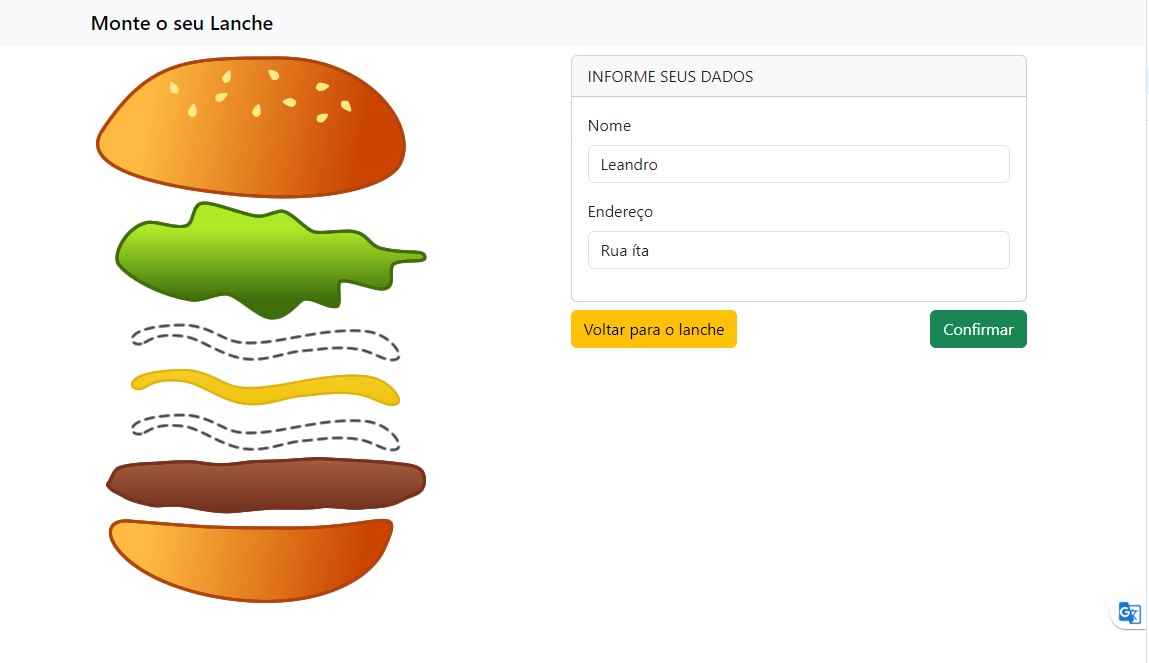 Monte o seu Lanche
INFORME SEUS DADOS
Nome
Leandro
Endereço
Rua íta
Voltar para o lanche
Confirmar